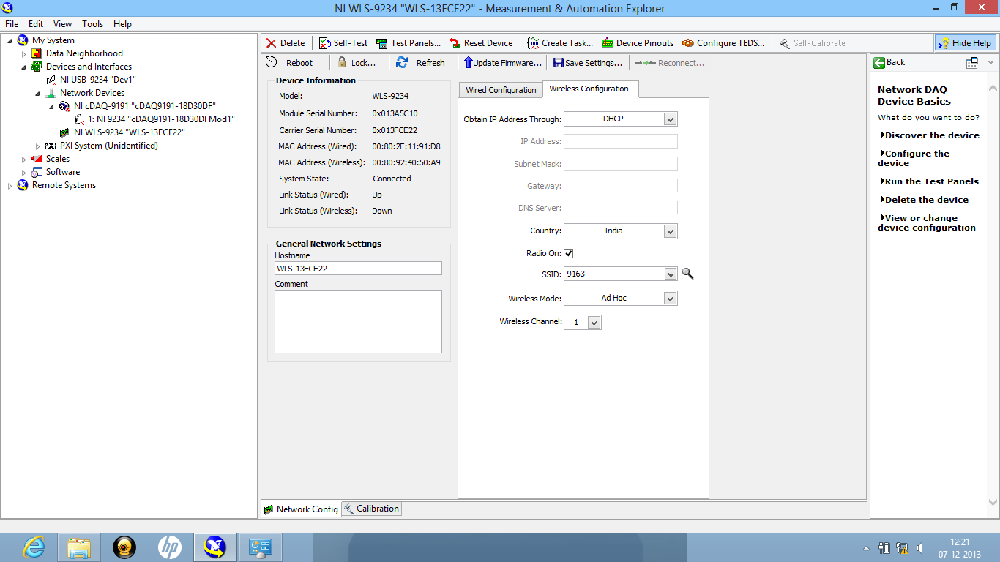 NI WLS-9234 "WLS-13FCE22" - Measurement & Automation Explorer
File Edit View Tools Help
My System
Data Neighborhood
Devices and Interfaces
NI USB-9234 "Dev1"
Network Devices
NI cDAQ-9191 "cDAQ9191-18D30DF"
1: NI 9234 "cDAQ9191-18D30DFMod1"
NI WLS-9234 "WLS-13FCE22"
PXI PXI System (Unidentified)
Scales
Software
Remote Systems
Delete Self-Test Test Panels... Reset Device Create Task... Device Pinouts Configure TEDS... Self-Calibrate Hide Help
Reboot Lock... Refresh Update Firmware... Save Settings... Reconnect...
Device Information
Model: WLS-9234
Module Serial Number: 0x013A5C10
Carrier Serial Number: 0x013FCE22
MAC Address (Wired): 00:80:2F:11:91:D8
MAC Address (Wireless): 00:80:92:40:50:A9
System State: Connected
Link Status (Wired): Up
Link Status (Wireless): Down
General Network Settings
Hostname
WLS-13FCE22
Comment
Wired Configuration Wireless Configuration
Obtain IP Address Through: DHCP
IP Address:
Subnet Mask:
Gateway:
DNS Server:
Country: India
Radio On:
SSID: 9163
Wireless Mode: Ad Hoc
Wireless Channel: 1
Network Config Calibration
Back
Network DAQ
Device Basics
What do you want to do?
Discover the device
Configure the
device
Run the Test Panels
Delete the device
View or change
device configuration
hp
12:21
07-12-2013